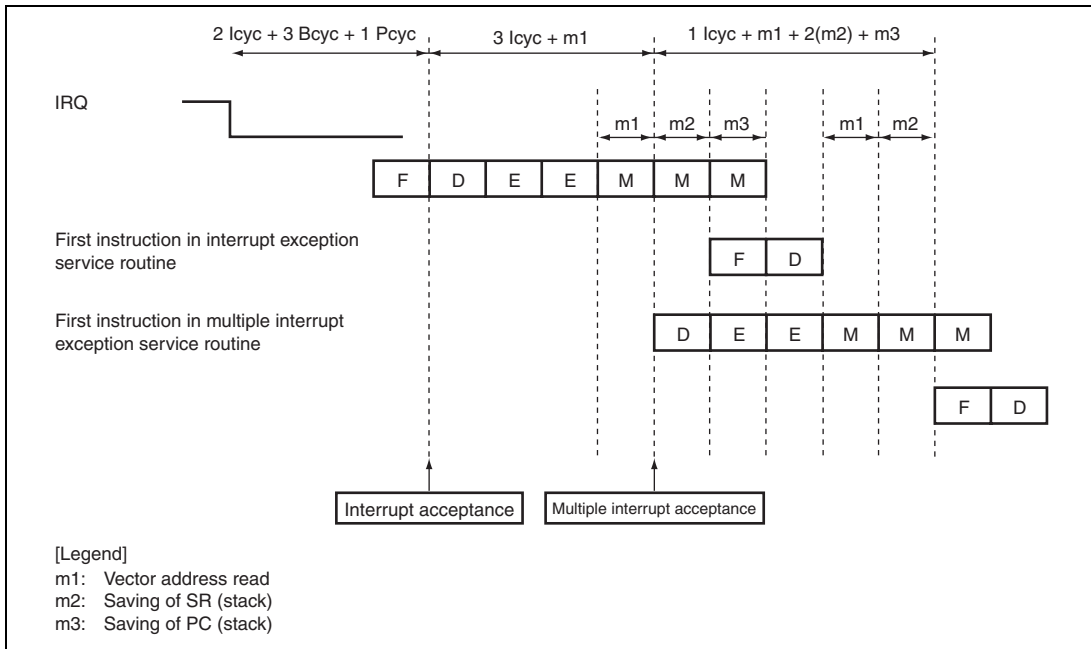 2 Icyc + 3 Bcyc + 1 Pcyc 3 Icyc + m1 1 Icyc + m1 + 2(m2) + m3
IRQ
m1 m2 m3 m1 m2
F D E E M M M
First instruction in interrupt exception
service routine
F D
First instruction in multiple interrupt
exception service routine
D E E M M M
F D
Interrupt acceptance Multiple interrupt acceptance
[Legend]
m1: Vector address read
m2: Saving of SR (stack)
m3: Saving of PC (stack)